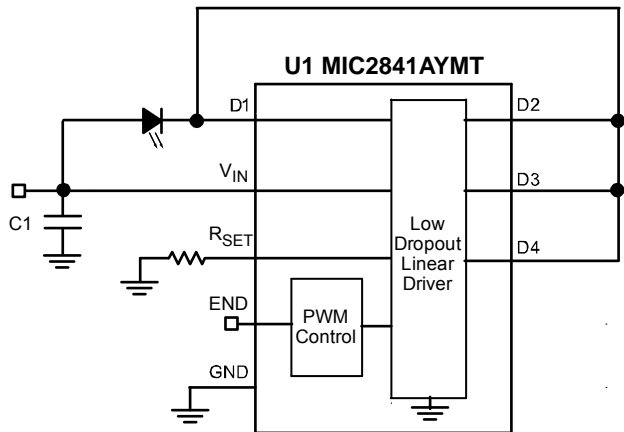 U1 MIC2841AYMT
D1
D2
VIN
D3
C1
RSET
Low
Dropout
Linear
Driver
D4
END
PWM
Control
GND